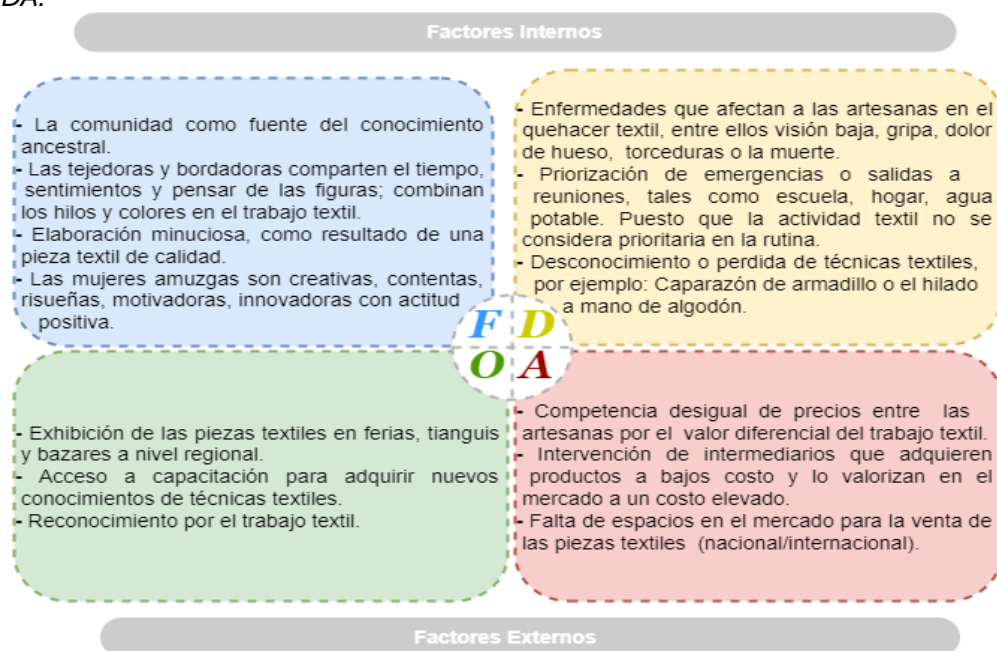 DA.
Factores Internos
- La comunidad como fuente del conocimiento
ancestral.
- Las tejedoras y bordadoras comparten el tiempo,
sentimientos y pensar de las figuras; combinan
los hilos y colores en el trabajo textil.
- Elaboración minuciosa, como resultado de una
pieza textil de calidad.
- Las mujeres amuzgas son creativas, contentas,
risueñas, motivadoras, innovadoras con actitud
positiva.
- Enfermedades que afectan a las artesanas en el
quehacer textil, entre ellos visión baja, gripa, dolor
de hueso, torceduras o la muerte.
- Priorización de emergencias o salidas a
reuniones, tales como escuela, hogar, agua
potable. Puesto que la actividad textil no se
considera prioritaria en la rutina.
- Desconocimiento o perdida de técnicas textiles,
por ejemplo: Caparazón de armadillo o el hilado
a mano de algodón.
F D
O A
- Exhibición de las piezas textiles en ferias, tianguis
y bazares a nivel regional.
- Acceso a capacitación para adquirir nuevos
conocimientos de técnicas textiles.
- Reconocimiento por el trabajo textil.
- Competencia desigual de precios entre las
artesanas por el valor diferencial del trabajo textil.
- Intervención de intermediarios que adquieren
productos a bajos costo y lo valorizan en el
mercado a un costo elevado.
- Falta de espacios en el mercado para la venta de
las piezas textiles (nacional/internacional).
Factores Externos